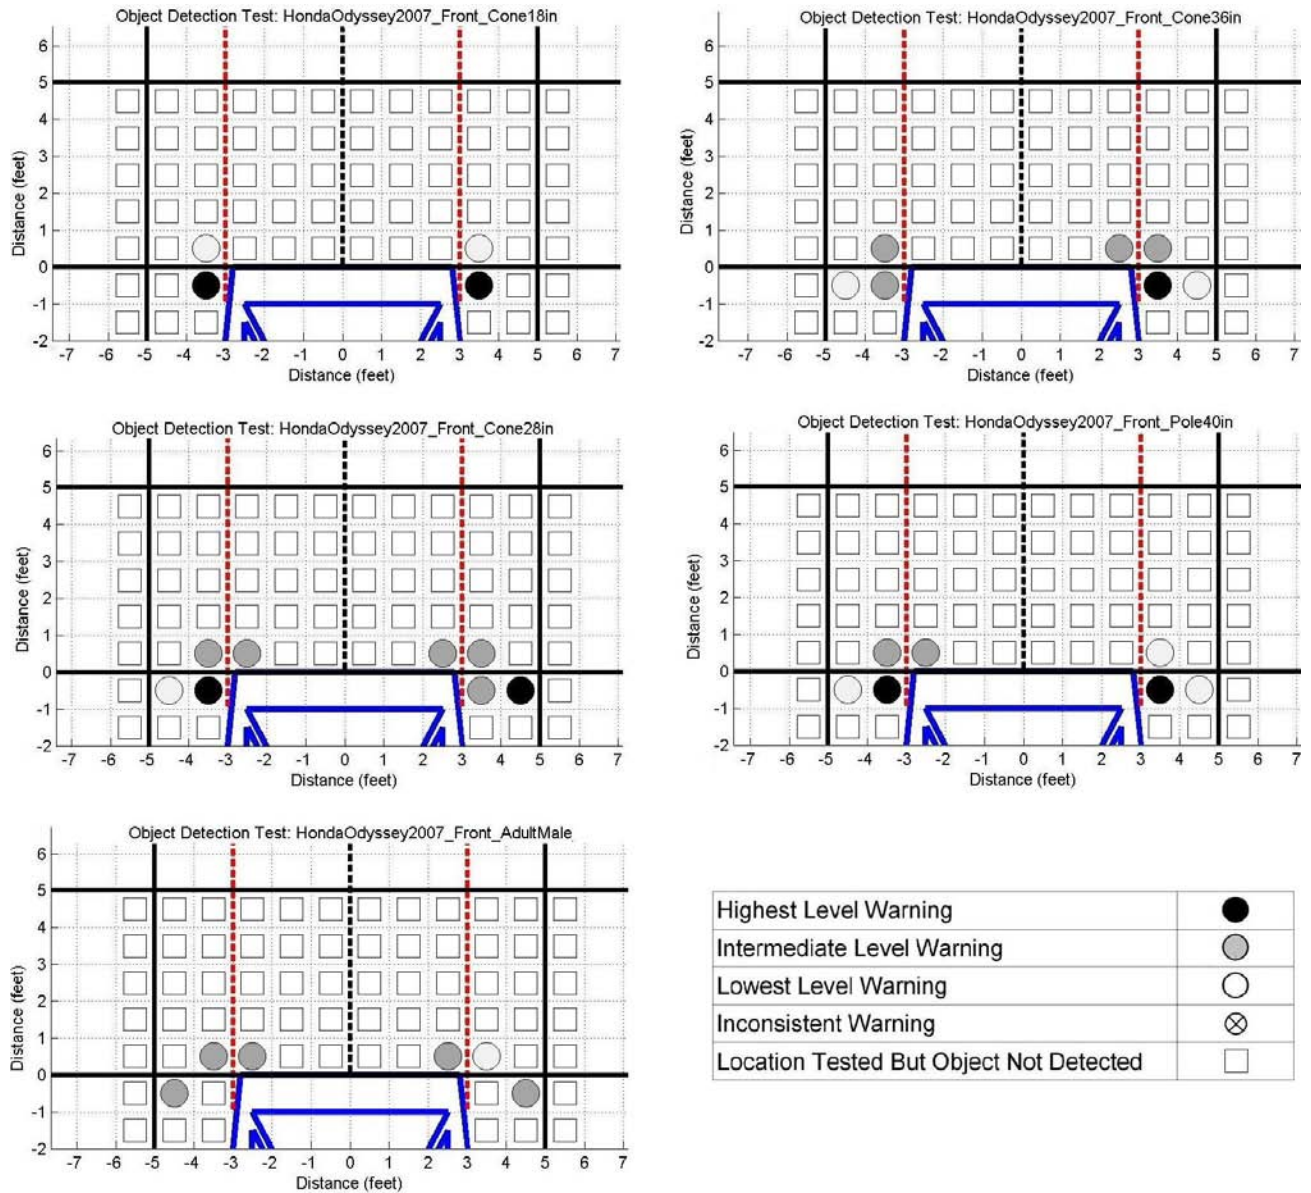 Object Detection Test: HondaOdyssey2007_Front_Cone18in
6
5
4
3
2
1
0
-1
-2
Distance (feet)
-7 -6 -5 -4 -3 -2 -1 0 1 2 3 4 5 6 7
Distance (feet)
Object Detection Test: HondaOdyssey2007_Front_Cone36in
6
5
4
3
2
1
0
-1
-2
Distance (feet)
-7 -6 -5 -4 -3 -2 -1 0 1 2 3 4 5 6 7
Distance (feet)
Object Detection Test: HondaOdyssey2007_Front_Cone28in
6
5
4
3
2
1
0
-1
-2
Distance (feet)
-7 -6 -5 -4 -3 -2 -1 0 1 2 3 4 5 6 7
Distance (feet)
Object Detection Test: HondaOdyssey2007_Front_Pole40in
6
5
4
3
2
1
0
-1
-2
Distance (feet)
-7 -6 -5 -4 -3 -2 -1 0 1 2 3 4 5 6 7
Distance (feet)
Object Detection Test: HondaOdyssey2007_Front_AdultMale
6
5
4
3
2
1
0
-1
-2
Distance (feet)
-7 -6 -5 -4 -3 -2 -1 0 1 2 3 4 5 6 7
Distance (feet)
Highest Level Warning
Intermediate Level Warning
Lowest Level Warning
Inconsistent Warning
Location Tested But Object Not Detected